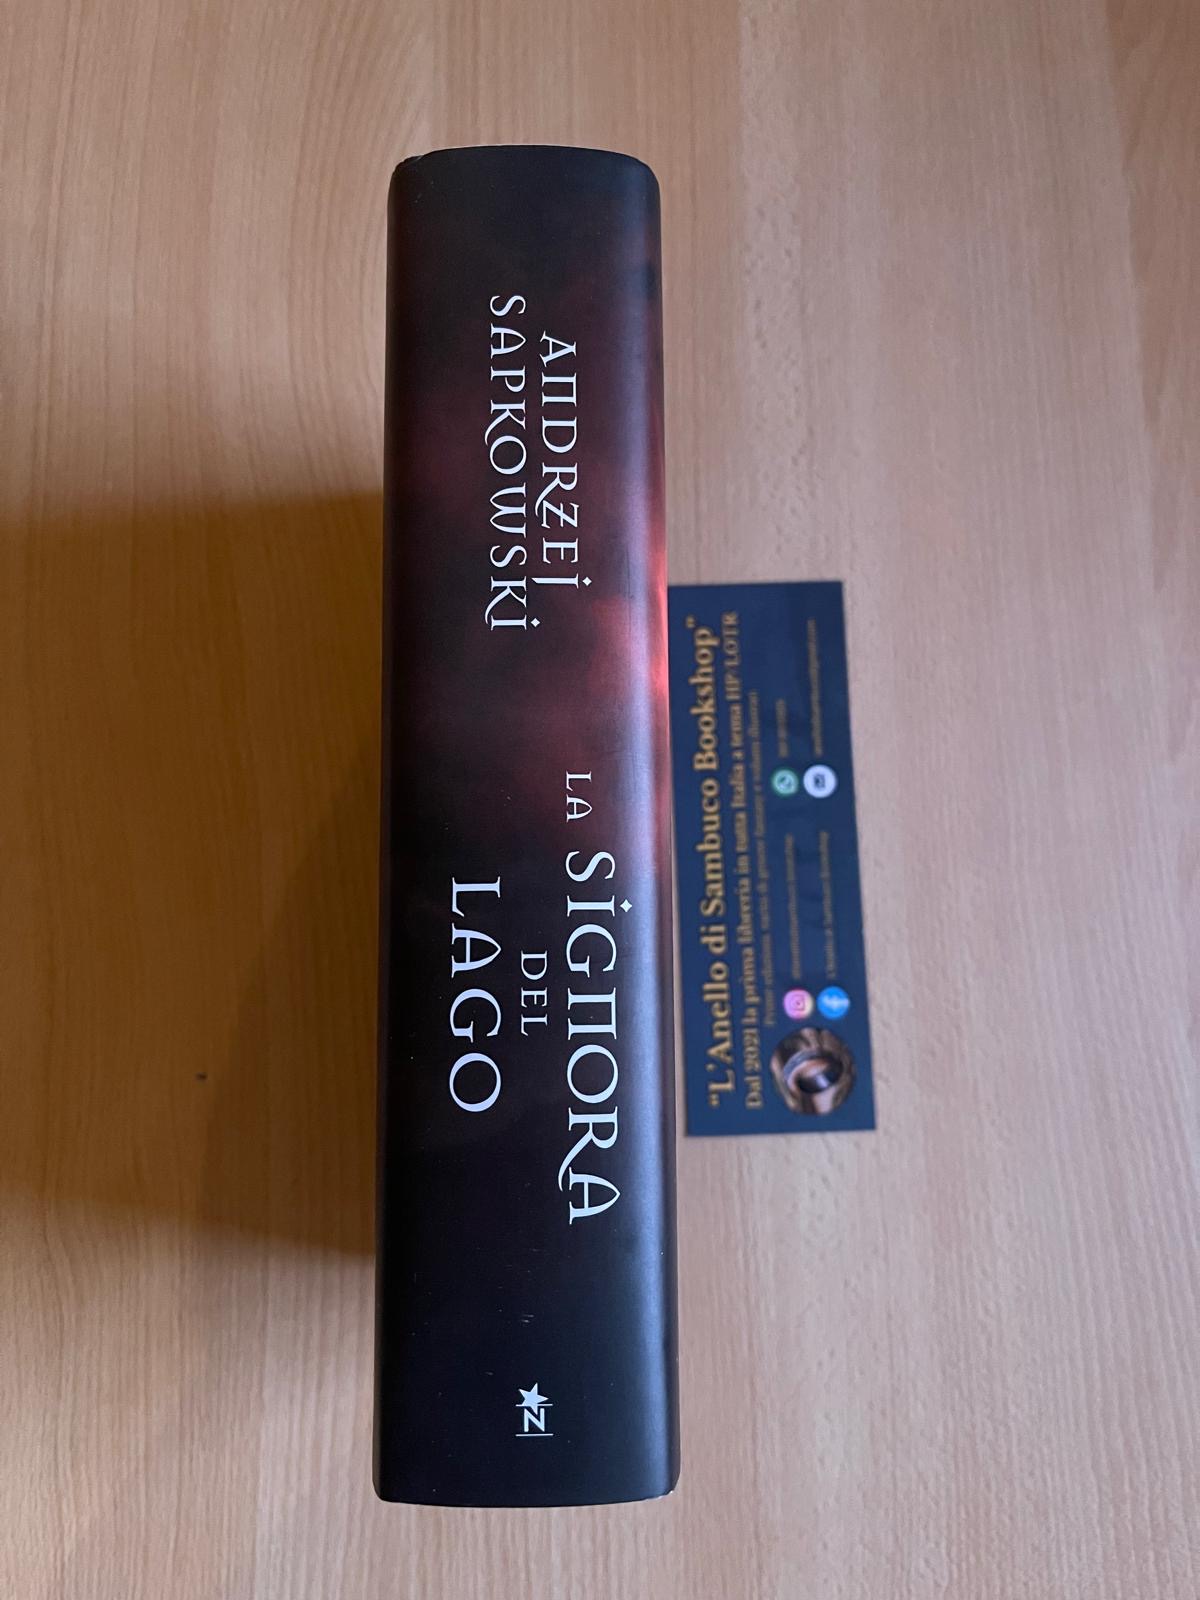 ANDRZEJ
SAPKOWSKI
LA SIGNORA
DEL
LAGO
N
"L'Anello di Sambuco Bookshop"
Dal 2021 la prima libreria in tutta Italia a tema HP/LOTR